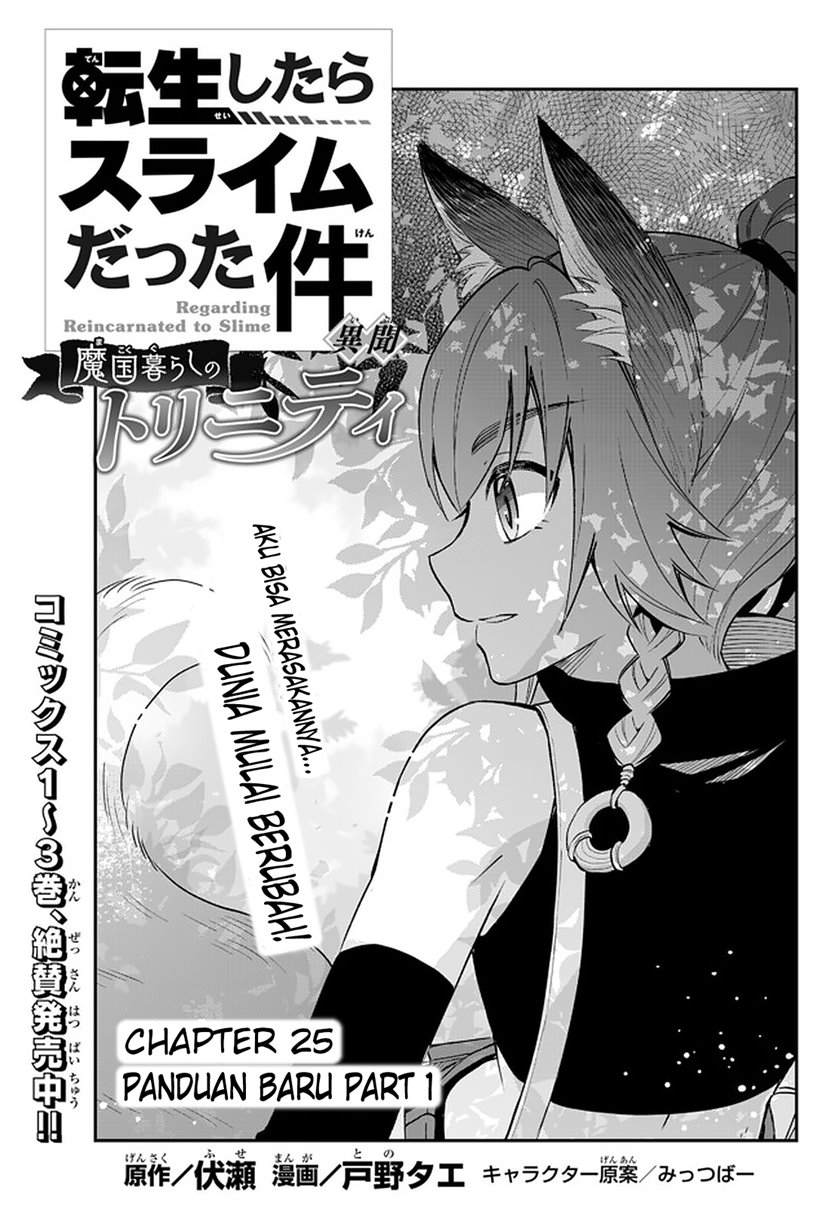 転生したら
スライム
だった件
Regarding
Reincarnated to Slime
異聞
魔国暮らしの
トリニティ
AKU BISA MERASAKANNYA...
DUNIA MULAI BERUBAH!
コミックス1〜3巻、絶賛発売中!!
CHAPTER 25
PANDUAN BARU PART 1
原作/伏瀬 漫画/戸野タエ キャラクター原案/みっつばー